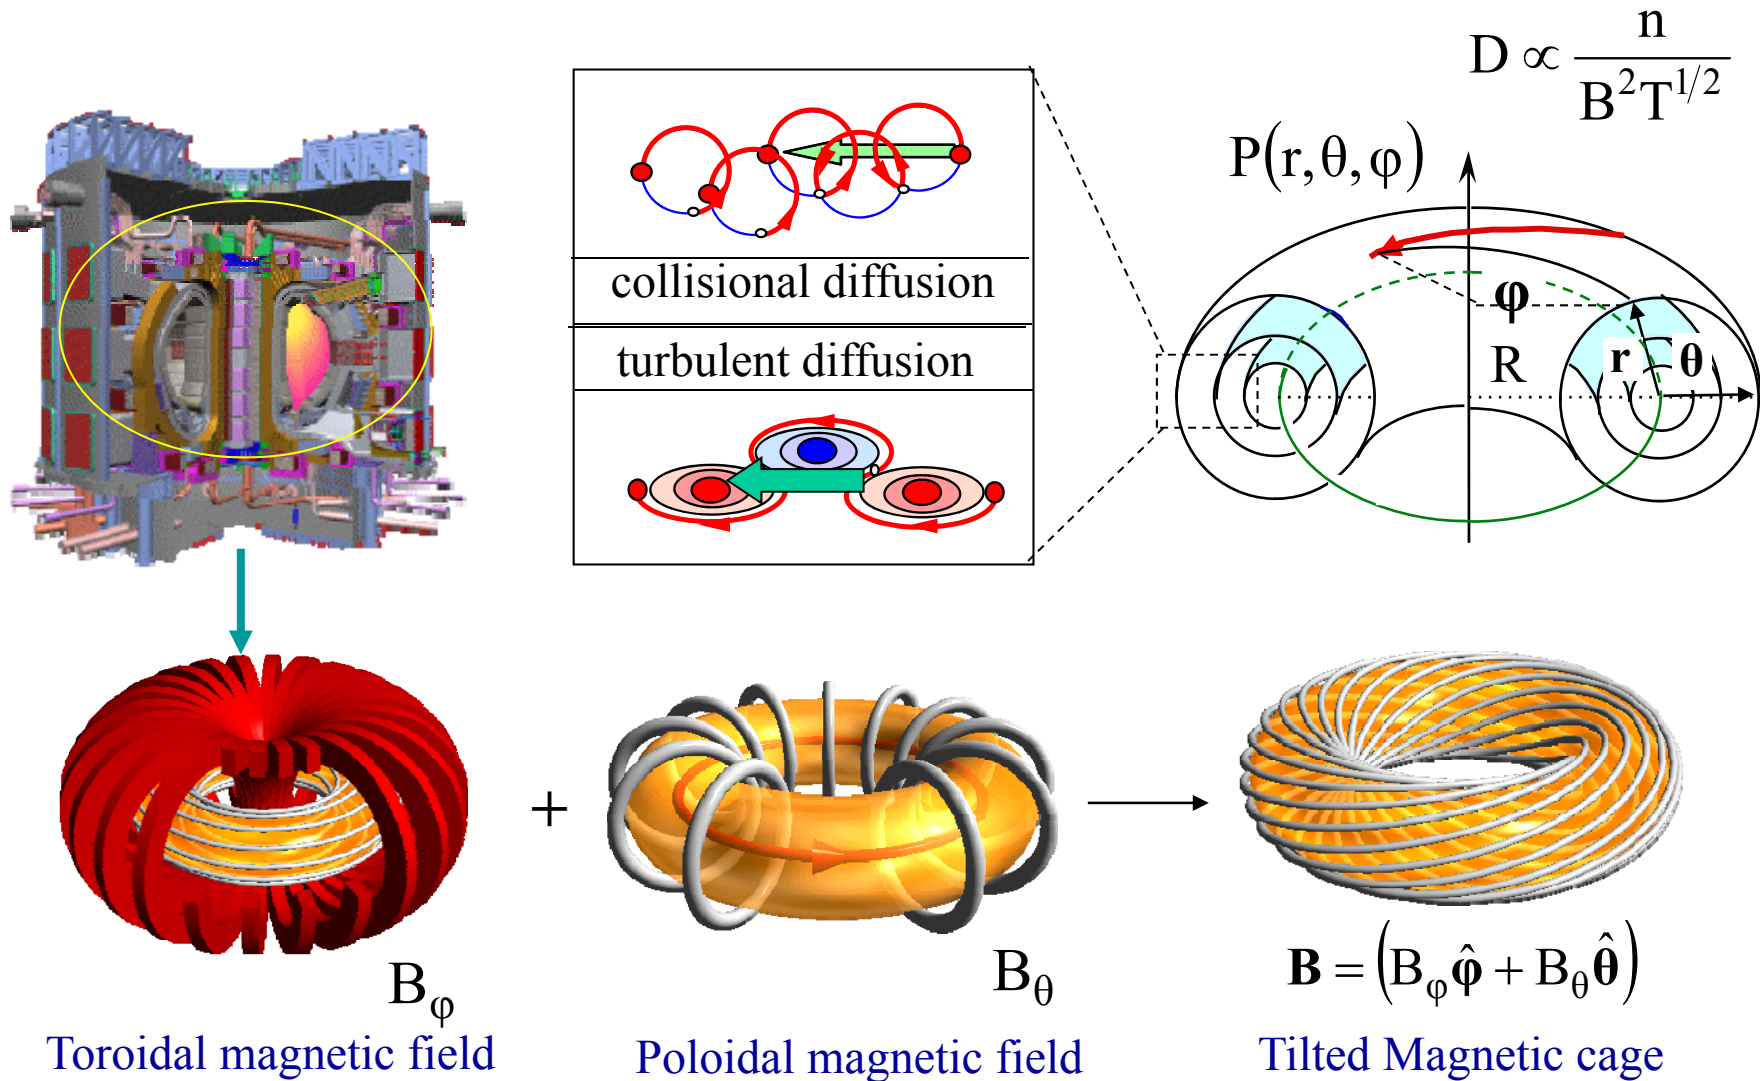 D ∝ n / B²T^1/2
P(r, θ, φ)
collisional diffusion
turbulent diffusion
φ
R
r
θ
+
B_φ
B_θ
B = (B_φ φ̂ + B_θ θ̂)
Toroidal magnetic field
Poloidal magnetic field
Tilted Magnetic cage